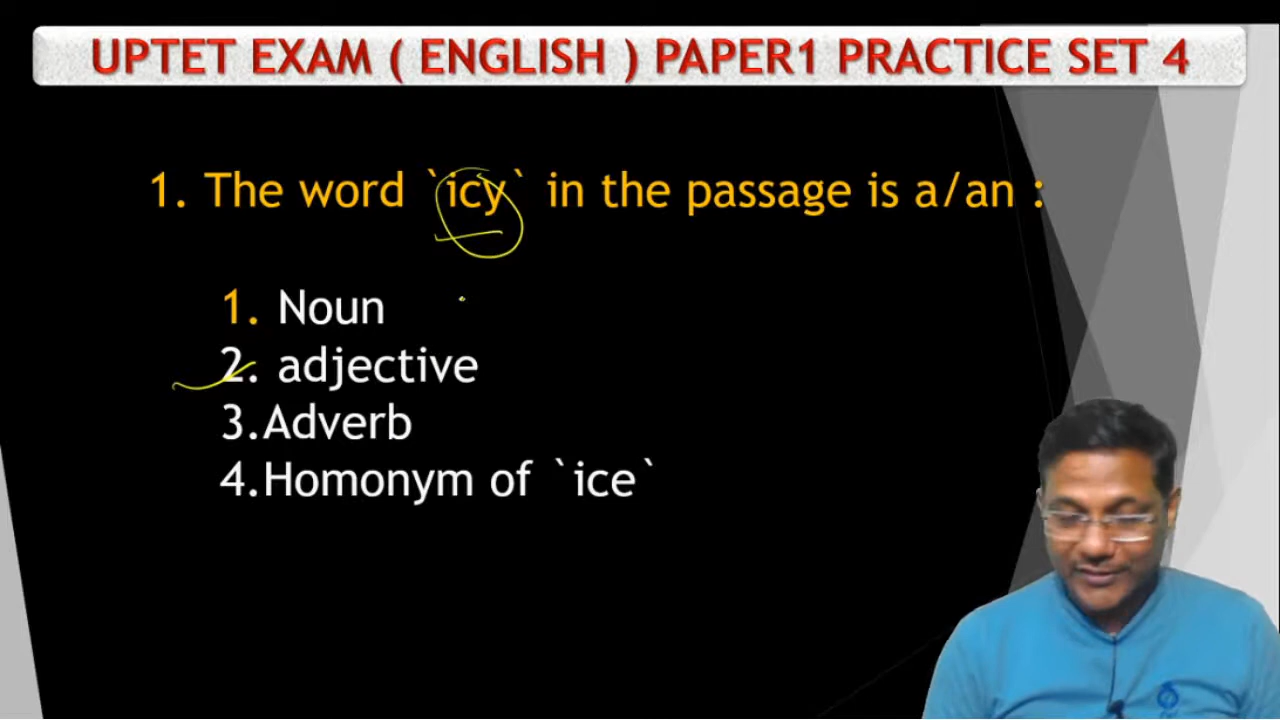 UPTET EXAM ( ENGLISH ) PAPER1 PRACTICE SET 4
1. The word `icy` in the passage is a/an :
1. Noun
2. adjective
3.Adverb
4.Homonym of `ice`